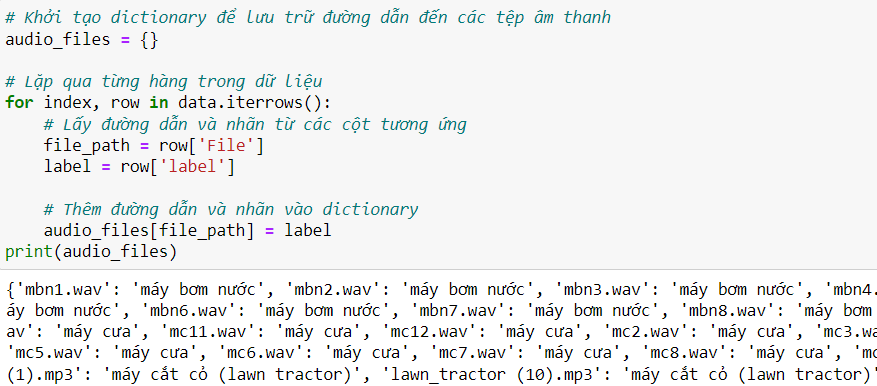 # Khởi tạo dictionary để lưu trữ đường dẫn đến các tệp âm thanh
audio_files = {}
# Lặp qua từng hàng trong dữ liệu
for index, row in data.iterrows():
# Lấy đường dẫn và nhãn từ các cột tương ứng
file_path = row['File']
label = row['label']
# Thêm đường dẫn và nhãn vào dictionary
audio_files[file_path] = label
print(audio_files)
{'mbn1.wav': 'máy bơm nước', 'mbn2.wav': 'máy bơm nước', 'mbn3.wav': 'máy bơm nước', 'mbn4.
áy bơm nước', 'mbn6.wav': 'máy bơm nước', 'mbn7.wav': 'máy bơm nước', 'mbn8.wav': 'máy bơm
av': 'máy cưa', 'mc11.wav': 'máy cưa', 'mc12.wav': 'máy cưa', 'mc2.wav': 'máy cưa', 'mc3.wa
'mc5.wav': 'máy cưa', 'mc6.wav': 'máy cưa', 'mc7.wav': 'máy cưa', 'mc8.wav': 'máy cưa', 'mc
(1).mp3': 'máy cắt cỏ (lawn tractor)', 'lawn_tractor (10).mp3': 'máy cắt cỏ (lawn tractor)'